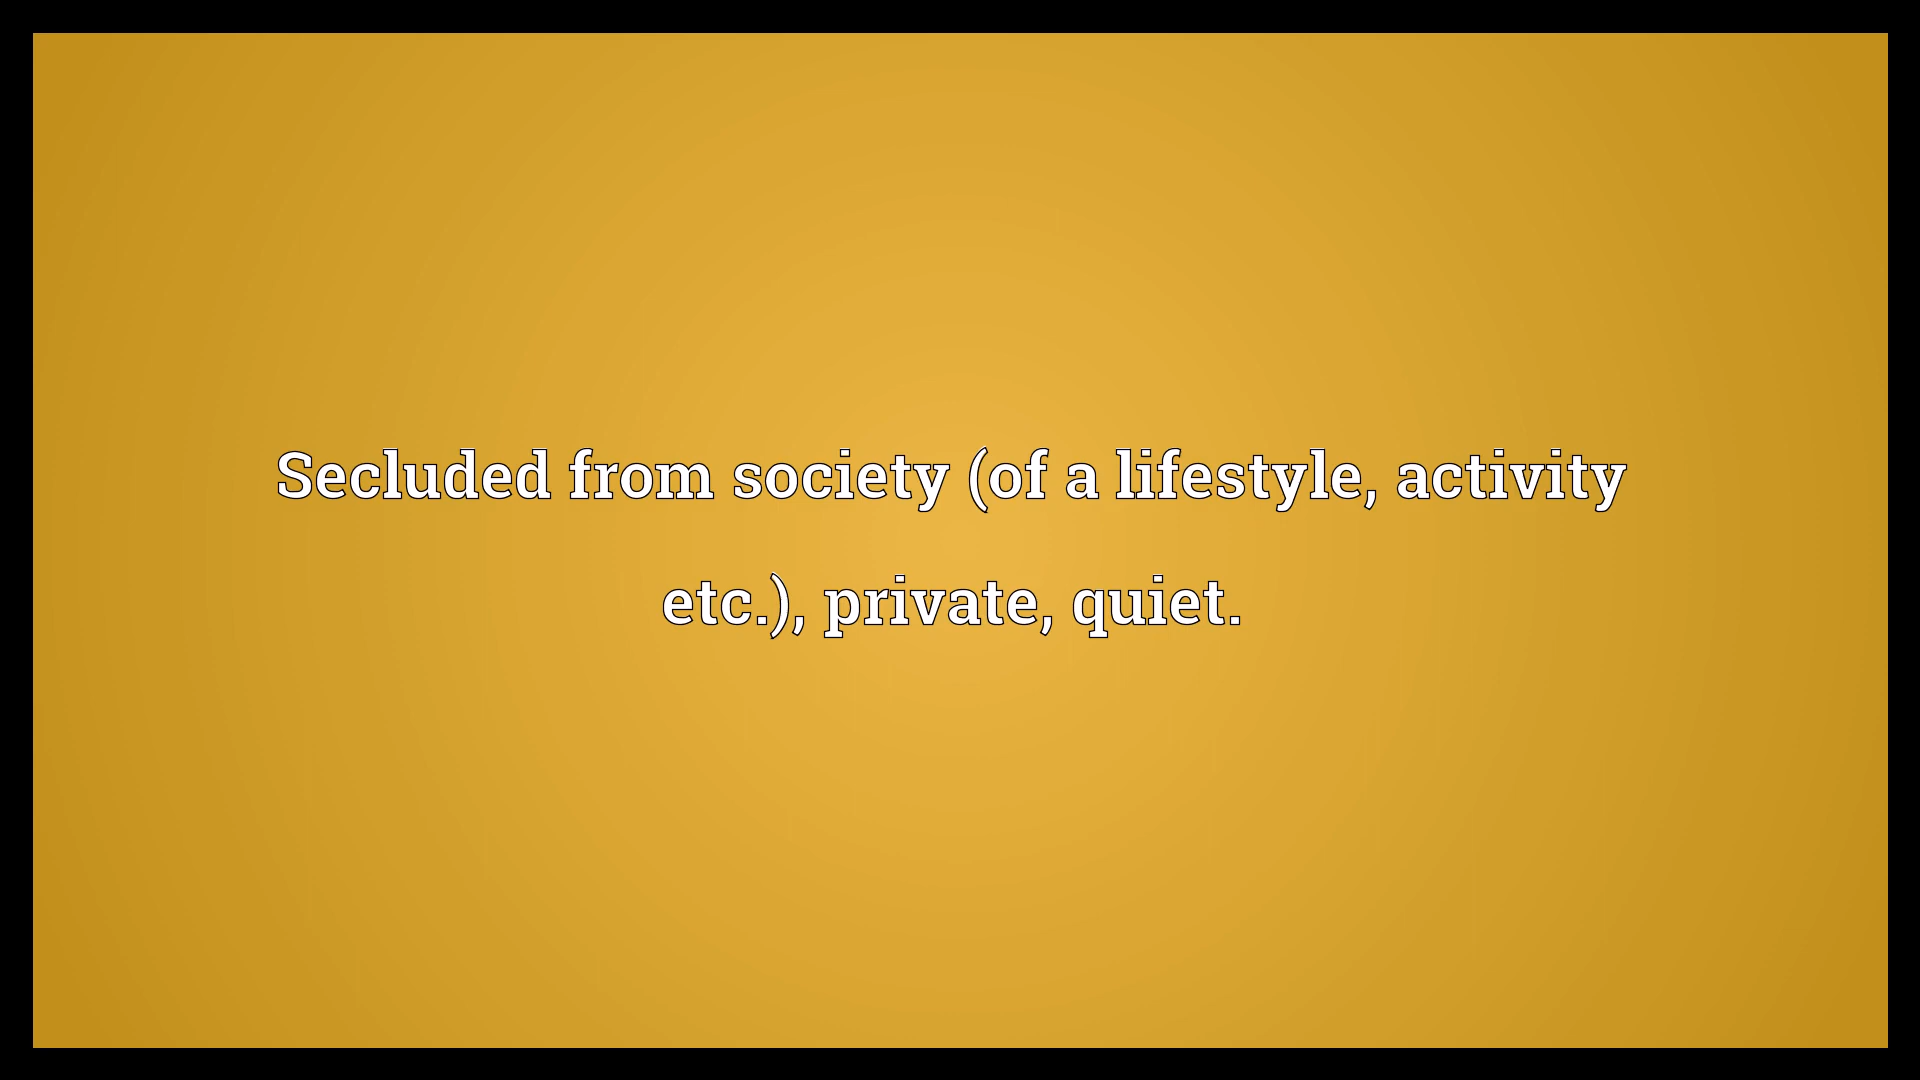 Secluded from society (of a lifestyle, activity
etc.), private, quiet.